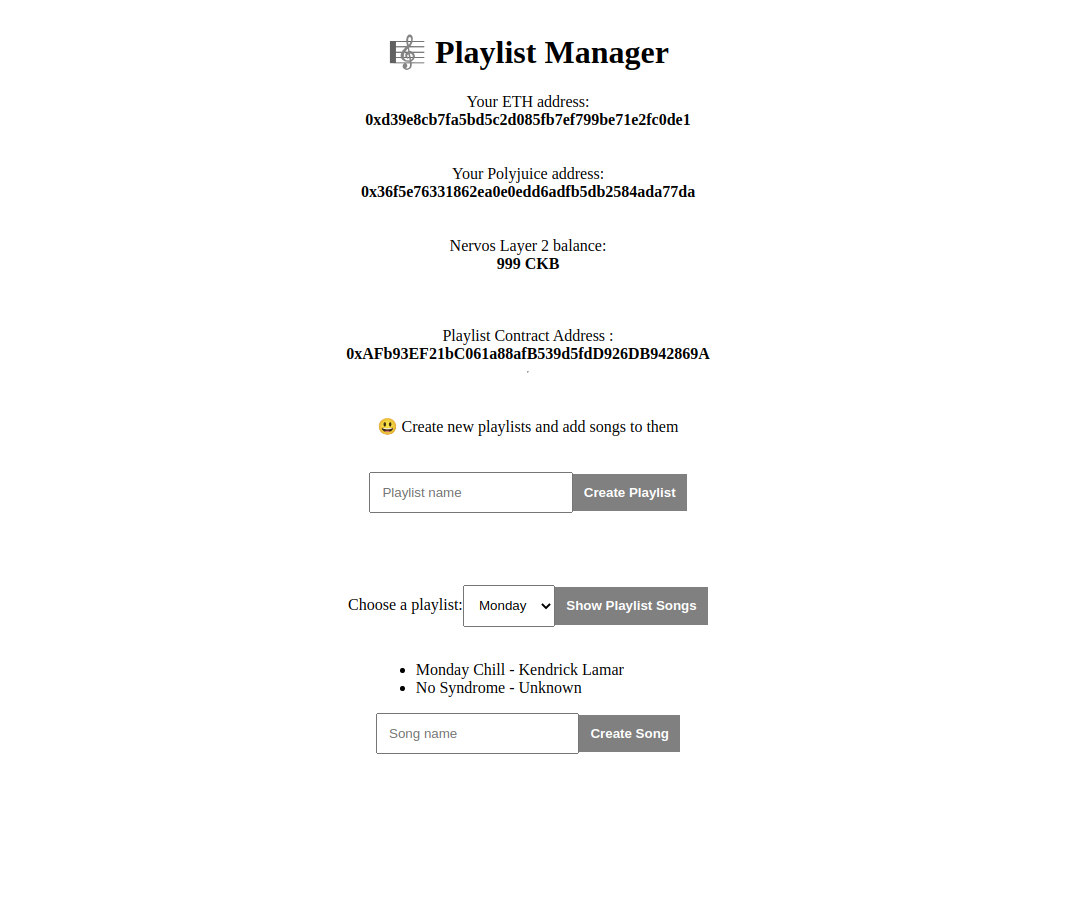 🎼 Playlist Manager
Your ETH address:
0xd39e8cb7fa5bd5c2d085fb7ef799be71e2fc0de1
Your Polyjuice address:
0x36f5e76331862ea0e0edd6adfb5db2584ada77da
Nervos Layer 2 balance:
999 CKB
Playlist Contract Address :
0xAFb93EF21bC061a88afB539d5fdD926DB942869A
😃 Create new playlists and add songs to them
Playlist name Create Playlist
Choose a playlist: Monday Show Playlist Songs
• Monday Chill - Kendrick Lamar
• No Syndrome - Unknown
Song name Create Song